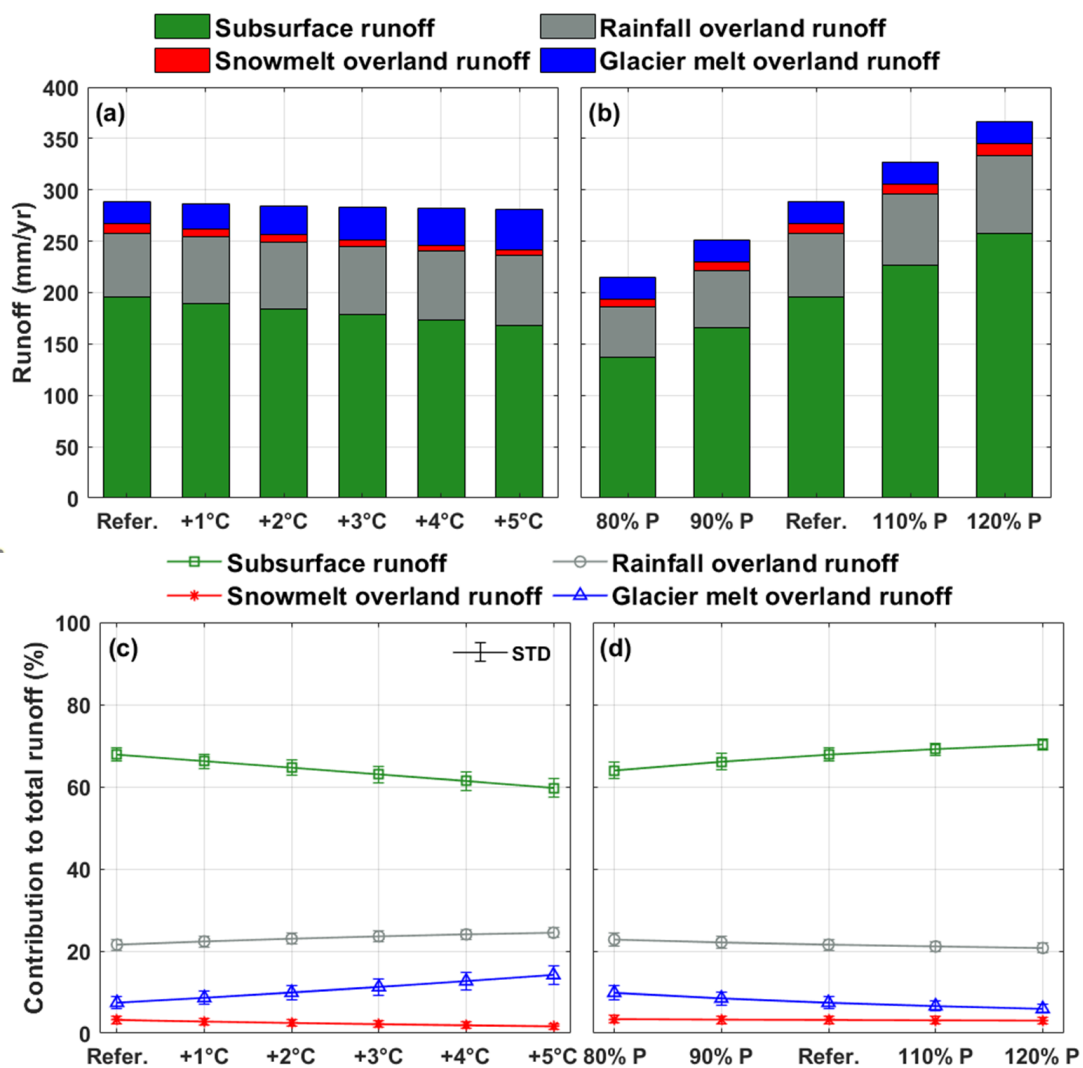 Subsurface runoff Rainfall overland runoff
Snowmelt overland runoff Glacier melt overland runoff
(a) (b)
Runoff (mm/yr)
400
350
300
250
200
150
100
50
0
Refer. +1°C +2°C +3°C +4°C +5°C 80% P 90% P Refer. 110% P 120% P
Subsurface runoff Rainfall overland runoff
Snowmelt overland runoff Glacier melt overland runoff
(c) STD (d)
Contribution to total runoff (%)
100
80
60
40
20
0
Refer. +1°C +2°C +3°C +4°C +5°C 80% P 90% P Refer. 110% P 120% P